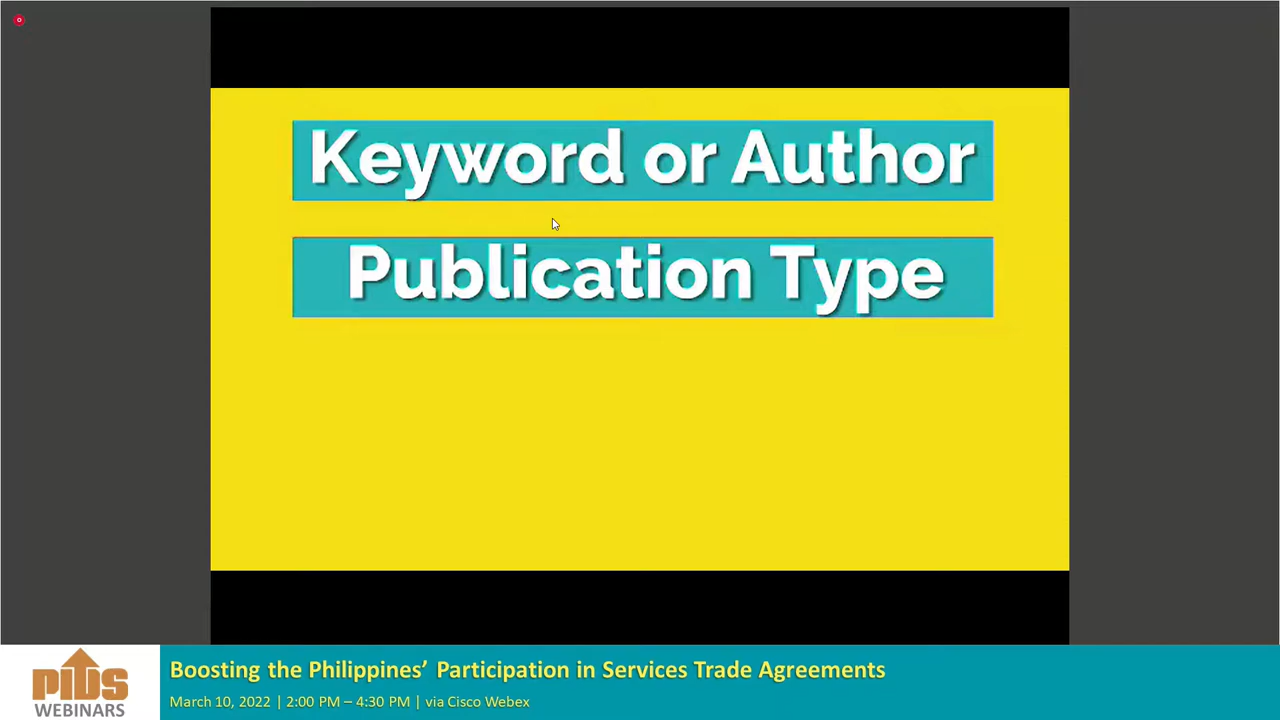 Keyword or Author
Publication Type
PIDS
WEBINARS
Boosting the Philippines’ Participation in Services Trade Agreements
March 10, 2022 | 2:00 PM – 4:30 PM | via Cisco Webex